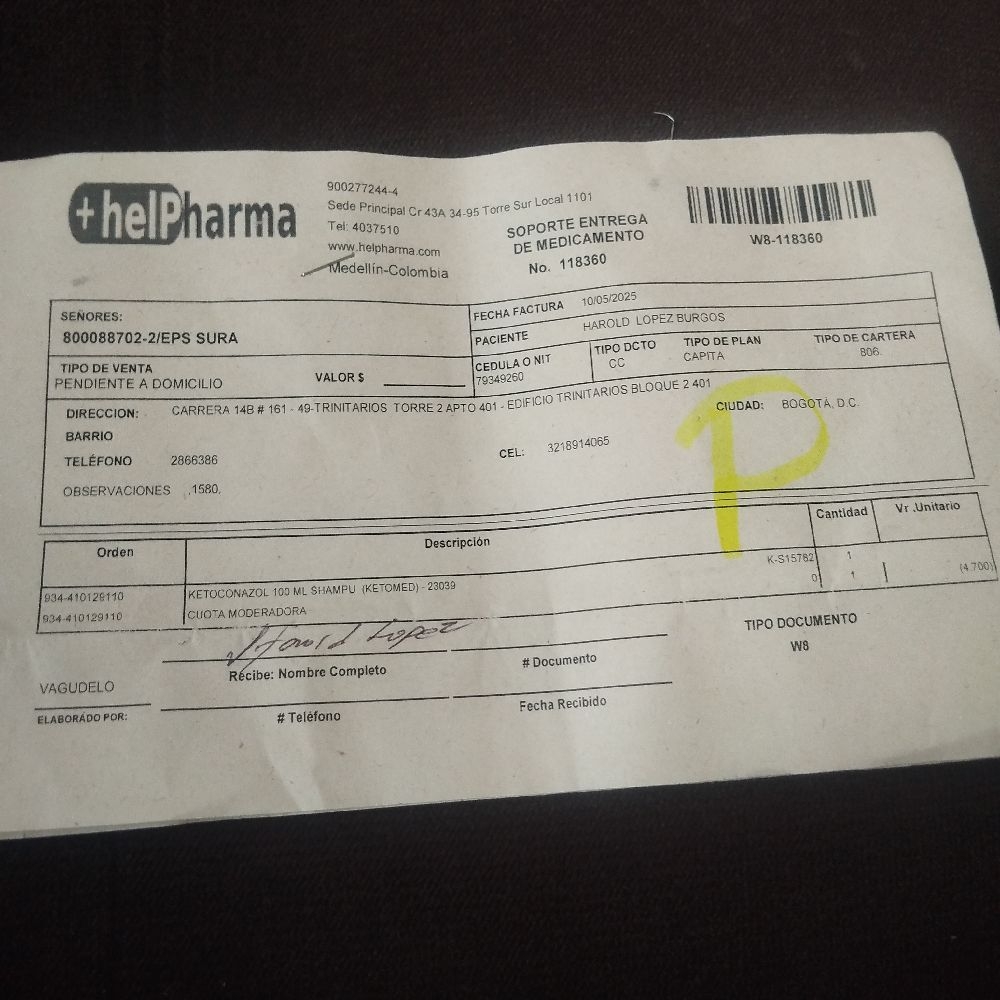 +helPharma
900277244-4
Sede Principal Cr 43A 34-95 Torre Sur Local 1101
Tel: 4037510
www.helpharma.com
Medellín-Colombia
SOPORTE ENTREGA
DE MEDICAMENTO
No. 118360
W8-118360
SEÑORES:
800088702-2/EPS SURA
FECHA FACTURA 10/05/2025
PACIENTE HAROLD LOPEZ BURGOS
TIPO DE VENTA
PENDIENTE A DOMICILIO
VALOR $
CEDULA O NIT
79349260
TIPO DCTO
CC
TIPO DE PLAN
CAPITA
TIPO DE CARTERA
806.
DIRECCION: CARRERA 14B # 161 - 49-TRINITARIOS TORRE 2 APTO 401 - EDIFICIO TRINITARIOS BLOQUE 2 401
CIUDAD: BOGOTÁ, D.C.
BARRIO
TELÉFONO 2866386
CEL: 3218914065
OBSERVACIONES .1580.
P
Orden Descripción Cantidad Vr .Unitario
934-410129110 KETOCONAZOL 100 ML SHAMPU (KETOMED) - 23039 K-S15782 1
934-410129110 CUOTA MODERADORA 0 1 (4.700)
Harold Lopez
Recibe: Nombre Completo
# Documento
TIPO DOCUMENTO
W8
VAGUDELO
ELABORADO POR:
# Teléfono
Fecha Recibido